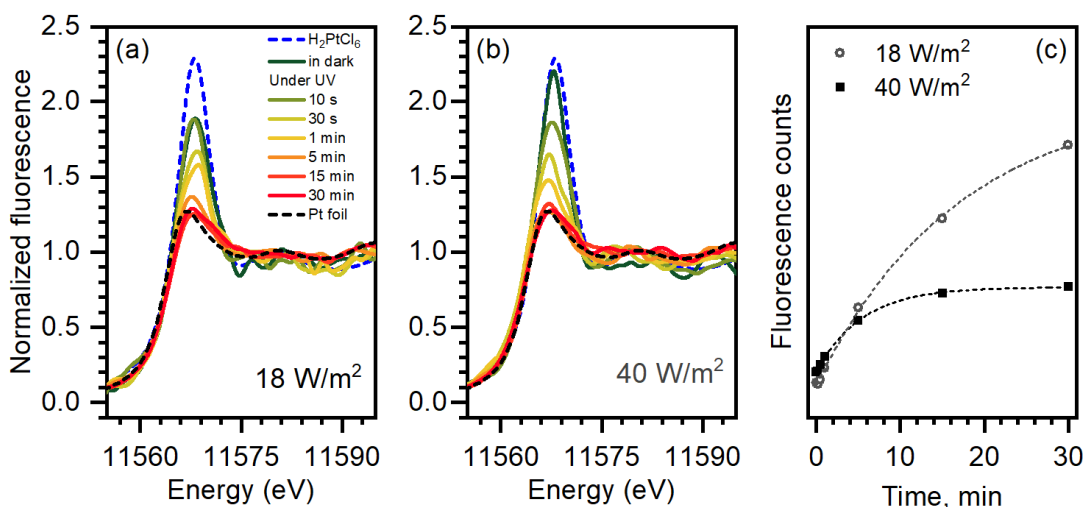 (a)
H₂PtCl₆
in dark
Under UV
10 s
30 s
1 min
5 min
15 min
30 min
Pt foil
18 W/m²
Normalized fluorescence
2.5
2.0
1.5
1.0
0.5
0.0
11560 11575 11590
Energy (eV)
(b)
40 W/m²
2.5
2.0
1.5
1.0
0.5
0.0
11560 11575 11590
Energy (eV)
(c)
18 W/m²
40 W/m²
Fluorescence counts
0 10 20 30
Time, min